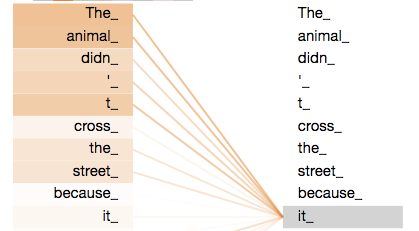 The_ The_
animal_ animal_
didn_ didn_
'_ '_
t_ t_
cross_ cross_
the_ the_
street_ street_
because_ because_
it_ it_